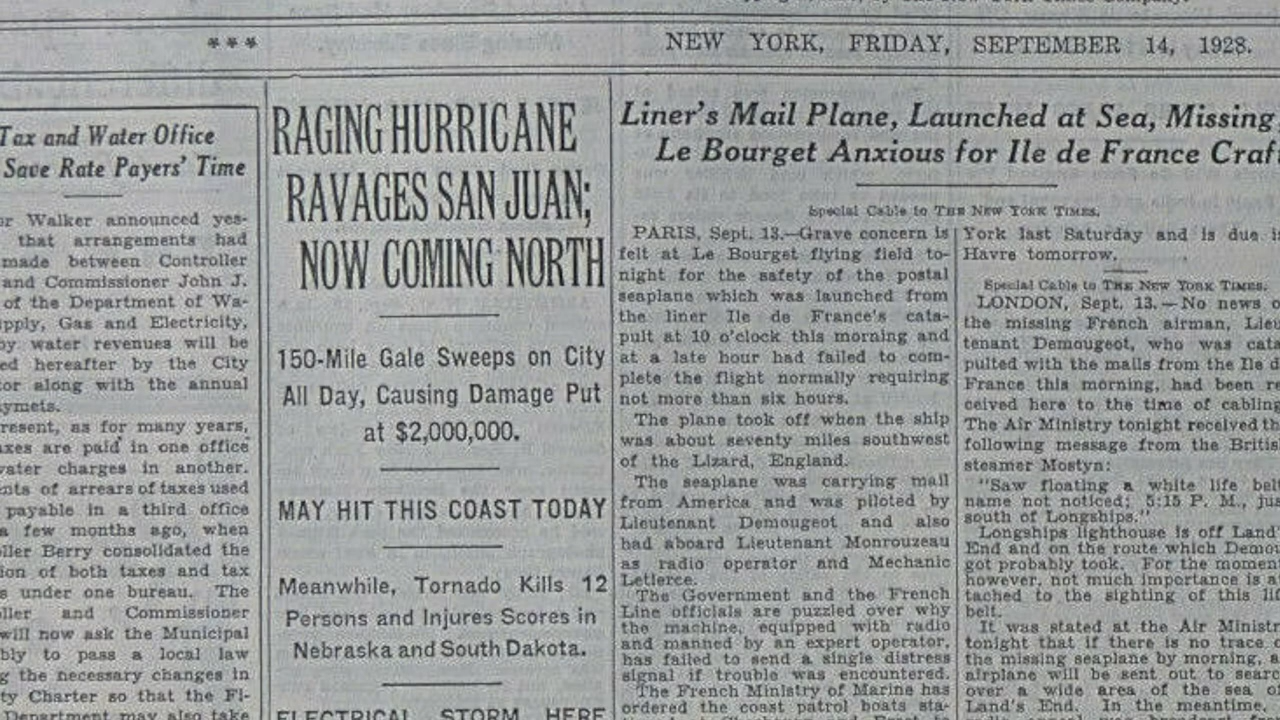 * * *
NEW YORK, FRIDAY, SEPTEMBER 14, 1928.
Tax and Water Office
Save Rate Payers' Time
Walker announced yes-
that arrangements had
made between Controller
and Commissioner John J.
of the Department of Wa-
Gas and Electricity,
water revenues will be
hereafter by the City
along with the annual
as for many years,
are paid in one office
charges in another.
of arrears of taxes used
payable in a third office
a few months ago, when
Berry consolidated the
of both taxes and tax
under one bureau. The
and Commissioner
will now ask the Municipal
to pass a local law
the necessary changes in
Charter so that the Fi-
Department may also take
RAGING HURRICANE
RAVAGES SAN JUAN;
NOW COMING NORTH
150-Mile Gale Sweeps on City
All Day, Causing Damage Put
at $2,000,000.
MAY HIT THIS COAST TODAY
Meanwhile, Tornado Kills 12
Persons and Injures Scores in
Nebraska and South Dakota.
ELECTRICAL STORM HERE
Liner's Mail Plane, Launched at Sea, Missing
Le Bourget Anxious for Ile de France Craf
Special Cable to THE NEW YORK TIMES.
PARIS, Sept. 13.—Grave concern is
felt at Le Bourget flying field to-
night for the safety of the postal
seaplane which was launched from
the liner Ile de France's cata-
pult at 10 o'clock this morning and
at a late hour had failed to com-
plete the flight normally requiring
not more than six hours.
The plane took off when the ship
was about seventy miles southwest
of the Lizard, England.
The seaplane was carrying mail
from America and was piloted by
Lieutenant Demougeot and also
had aboard Lieutenant Monrouzeau
as radio operator and Mechanic
Letierce.
The Government and the French
Line officials are puzzled over why
the machine, equipped with radio
and manned by an expert operator,
has failed to send a single distress
signal if trouble was encountered.
The French Ministry of Marine has
ordered the coast patrol boats sta-
York last Saturday and is due
Havre tomorrow.
Special Cable to THE NEW YORK TIMES.
LONDON, Sept. 13.—No news
the missing French airman, Lieu
tenant Demougeot, who was cata
pulted with the mails from the Ile
France this morning, had been re
ceived here to the time of cabling
The Air Ministry tonight received th
following message from the Britis
steamer Mostyn:
"Saw floating a white life bel
name not noticed; 5:15 P. M., jus
south of Longships."
Longships lighthouse is off Land'
End and on the route which Demou
got probably took. For the momen
however, not much importance is a
tached to the sighting of this lif
belt.
It was stated at the Air Ministr
tonight that if there is no trace
the missing seaplane by morning,
airplane will be sent out to searc
over a wide area of the sea
Land's End. In the meantime,